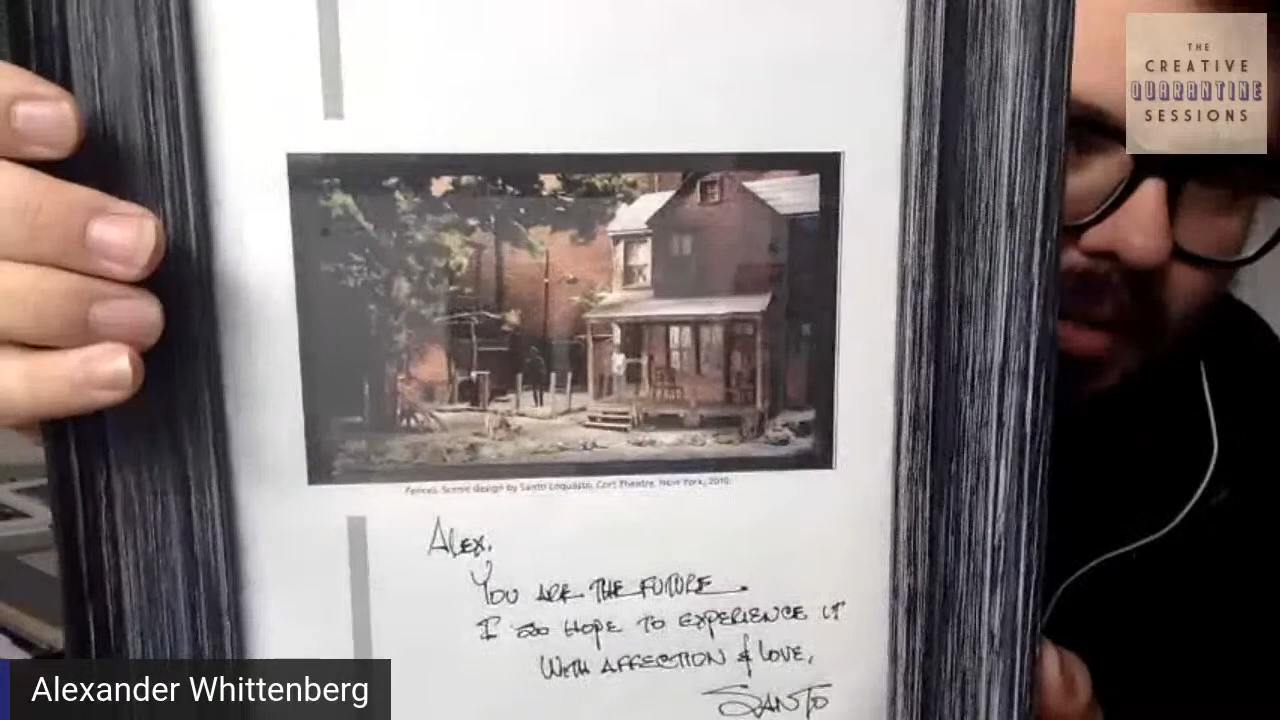 THE
CREATIVE
QUARANTINE
SESSIONS
Fences. Scenic design by Santo Loquasto, Cort Theatre, New York, 2010.
ALEX,
YOU ARE THE FUTURE.
I SO HOPE TO EXPERIENCE IT
WITH AFFECTION & LOVE,
SANTO
Alexander Whittenberg